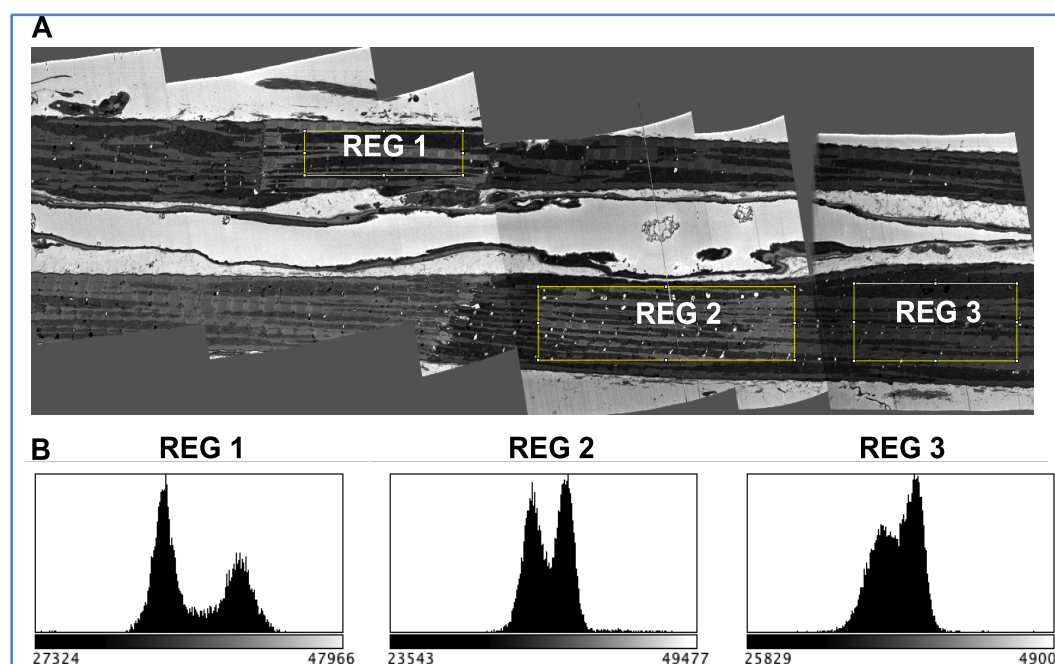 A
REG 1
REG 2
REG 3
B
REG 1
REG 2
REG 3
27324 47966
23543 49477
25829 4900